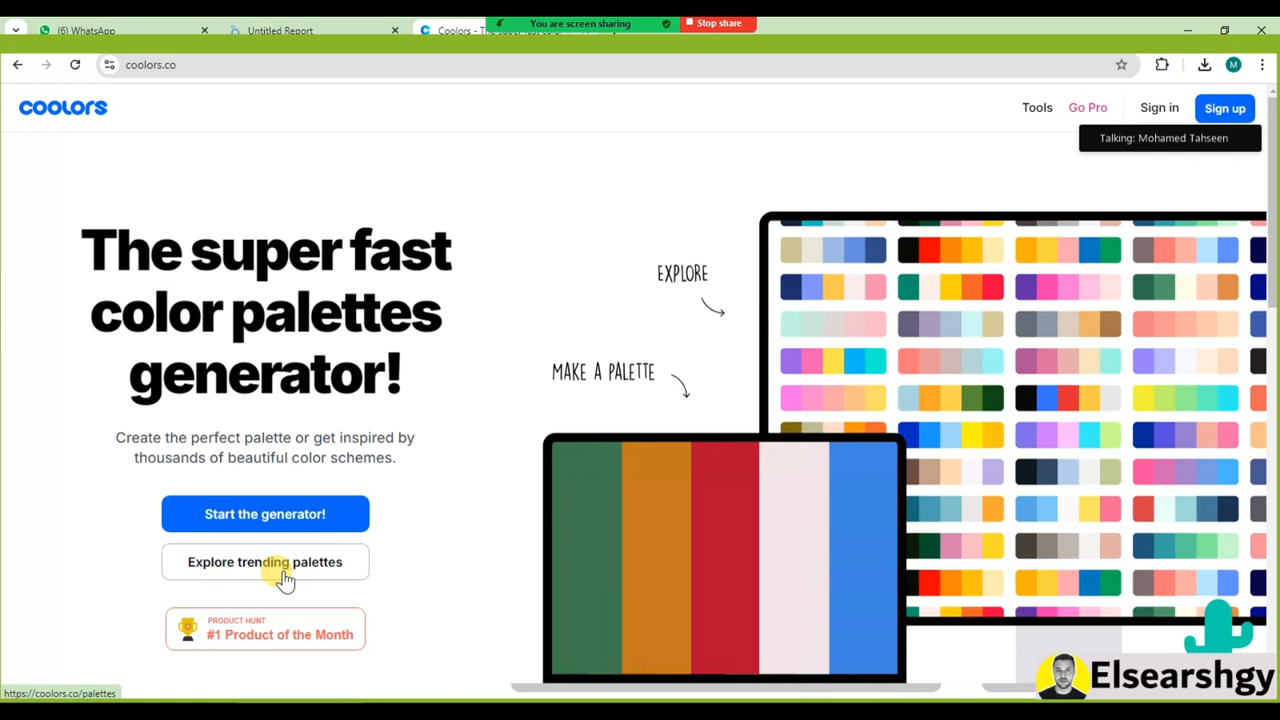 (6) WhatsApp
Untitled Report
Coolors - The super fast co
You are screen sharing
Stop share
coolors.co
M
coolors
Tools
Go Pro
Sign in
Sign up
Talking: Mohamed Tahseen
The super fast
color palettes
generator!
EXPLORE
MAKE A PALETTE
Create the perfect palette or get inspired by
thousands of beautiful color schemes.
Start the generator!
Explore trending palettes
PRODUCT HUNT
#1 Product of the Month
Elsearshgy
https://coolors.co/palettes